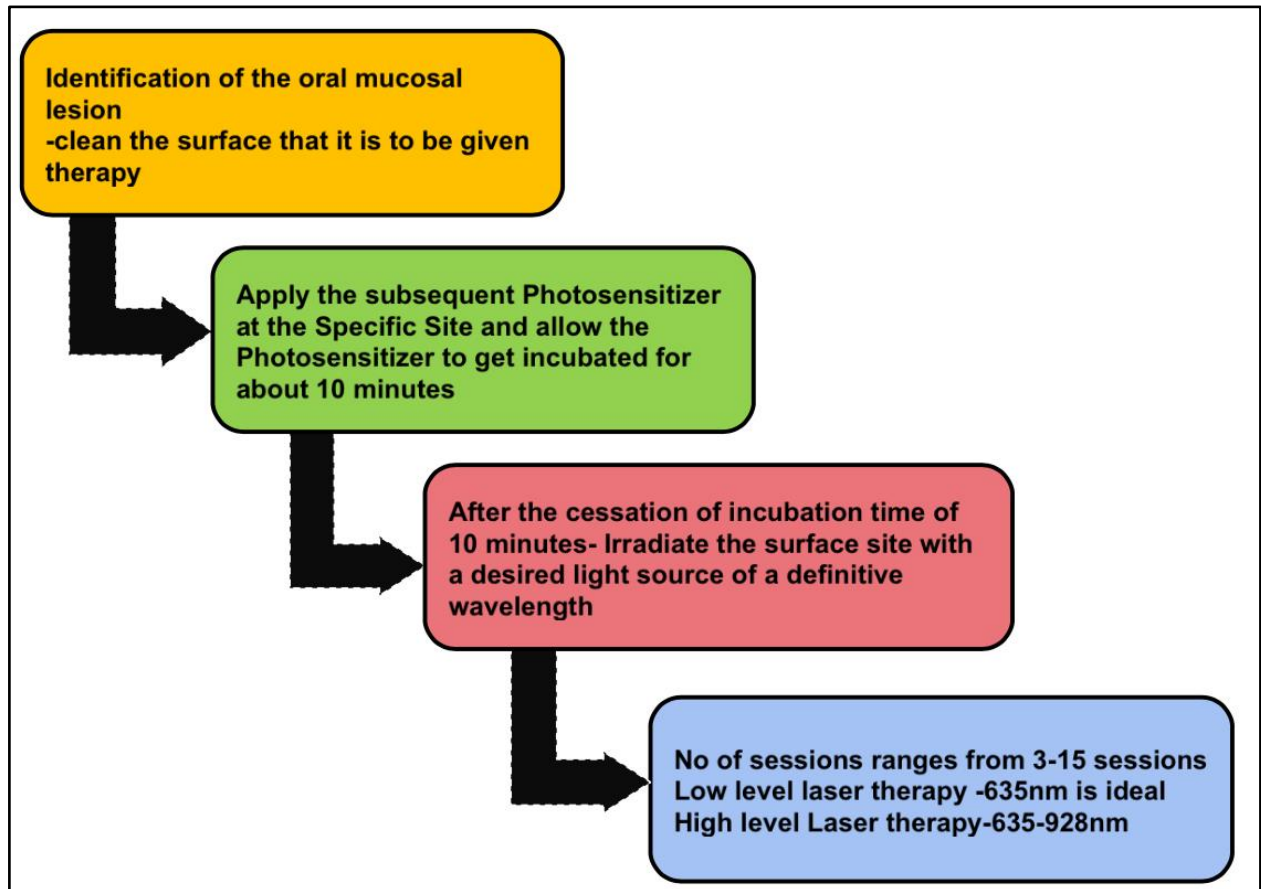 Identification of the oral mucosal
lesion
-clean the surface that it is to be given
therapy
Apply the subsequent Photosensitizer
at the Specific Site and allow the
Photosensitizer to get incubated for
about 10 minutes
After the cessation of incubation time of
10 minutes- Irradiate the surface site with
a desired light source of a definitive
wavelength
No of sessions ranges from 3-15 sessions
Low level laser therapy -635nm is ideal
High level Laser therapy-635-928nm